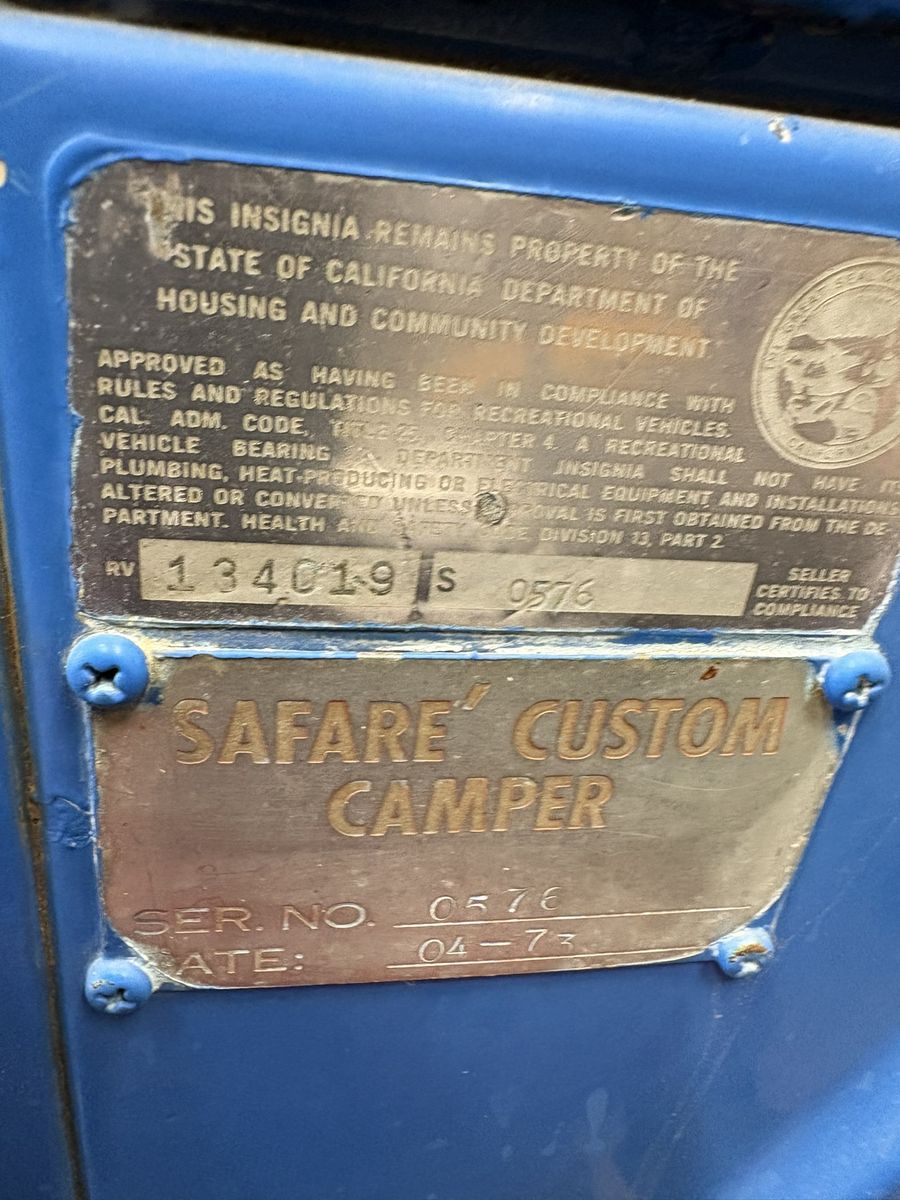 THIS INSIGNIA REMAINS PROPERTY OF THE
STATE OF CALIFORNIA DEPARTMENT OF
HOUSING AND COMMUNITY DEVELOPMENT
APPROVED AS HAVING BEEN IN COMPLIANCE WITH
RULES AND REGULATIONS FOR RECREATIONAL VEHICLES,
CAL. ADM. CODE, TITLE 25, CHAPTER 4. A RECREATIONAL
VEHICLE BEARING A DEPARTMENT INSIGNIA SHALL NOT HAVE ITS
PLUMBING, HEAT-PRODUCING OR ELECTRICAL EQUIPMENT AND INSTALLATIONS
ALTERED OR CONVERTED UNLESS APPROVAL IS FIRST OBTAINED FROM THE DE-
PARTMENT. HEALTH AND SAFETY CODE DIVISION 13, PART 2
RV 134019 S 0576
SELLER
CERTIFIES TO
COMPLIANCE
SAFARE´ CUSTOM
CAMPER
SER. NO. 0576
DATE: 04-73